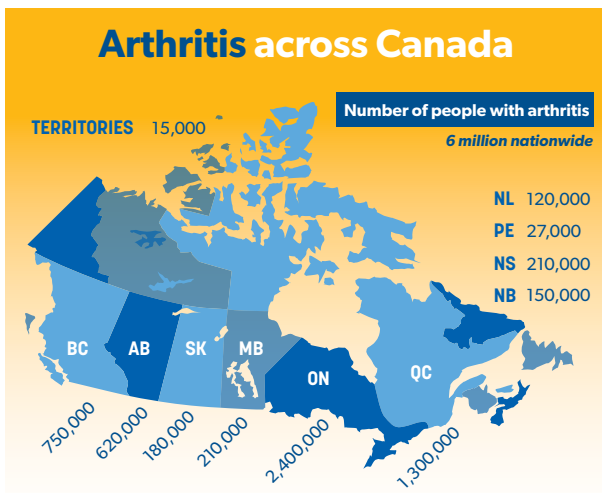 Arthritis across Canada
Number of people with arthritis
6 million nationwide
TERRITORIES 15,000
NL 120,000
PE 27,000
NS 210,000
NB 150,000
BC
AB
SK
MB
ON
QC
750,000
620,000
180,000
210,000
2,400,000
1,300,000